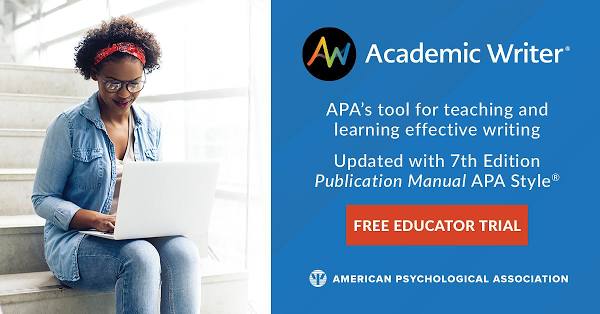 AW Academic Writer®
APA's tool for teaching and
learning effective writing
Updated with 7th Edition
Publication Manual APA Style®
FREE EDUCATOR TRIAL
AMERICAN PSYCHOLOGICAL ASSOCIATION